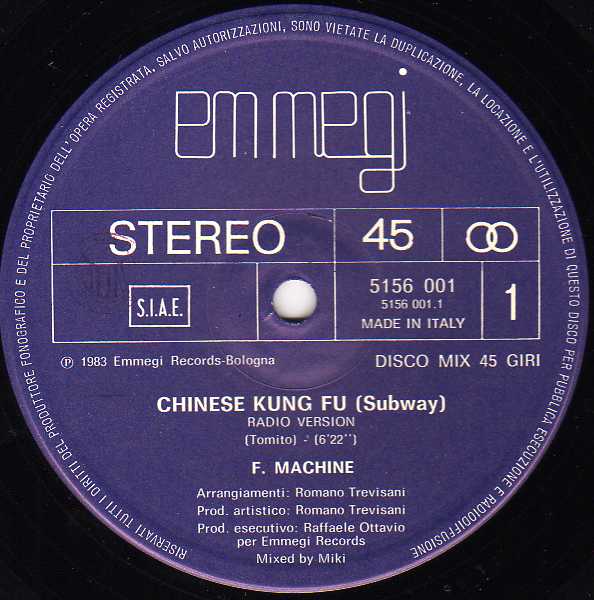 RISERVATI TUTTI I DIRITTI DEL PRODUTTORE FONOGRAFICO E DEL PROPRIETARIO DELL'OPERA REGISTRATA, SALVO AUTORIZZAZIONI, SONO VIETATE LA DUPLICAZIONE, LA LOCAZIONE E L'UTILIZZAZIONE DI QUESTO DISCO PER PUBBLICA ESECUZIONE E RADIODIFFUSIONE
emmegi
STEREO 45
S.I.A.E.
5156 001
5156 001.1
MADE IN ITALY
1
℗ 1983 Emmegi Records-Bologna
DISCO MIX 45 GIRI
CHINESE KUNG FU (Subway)
RADIO VERSION
(Tomito) - (6'22'')
F. MACHINE
Arrangiamenti: Romano Trevisani
Prod. artistico: Romano Trevisani
Prod. esecutivo: Raffaele Ottavio
per Emmegi Records
Mixed by Miki